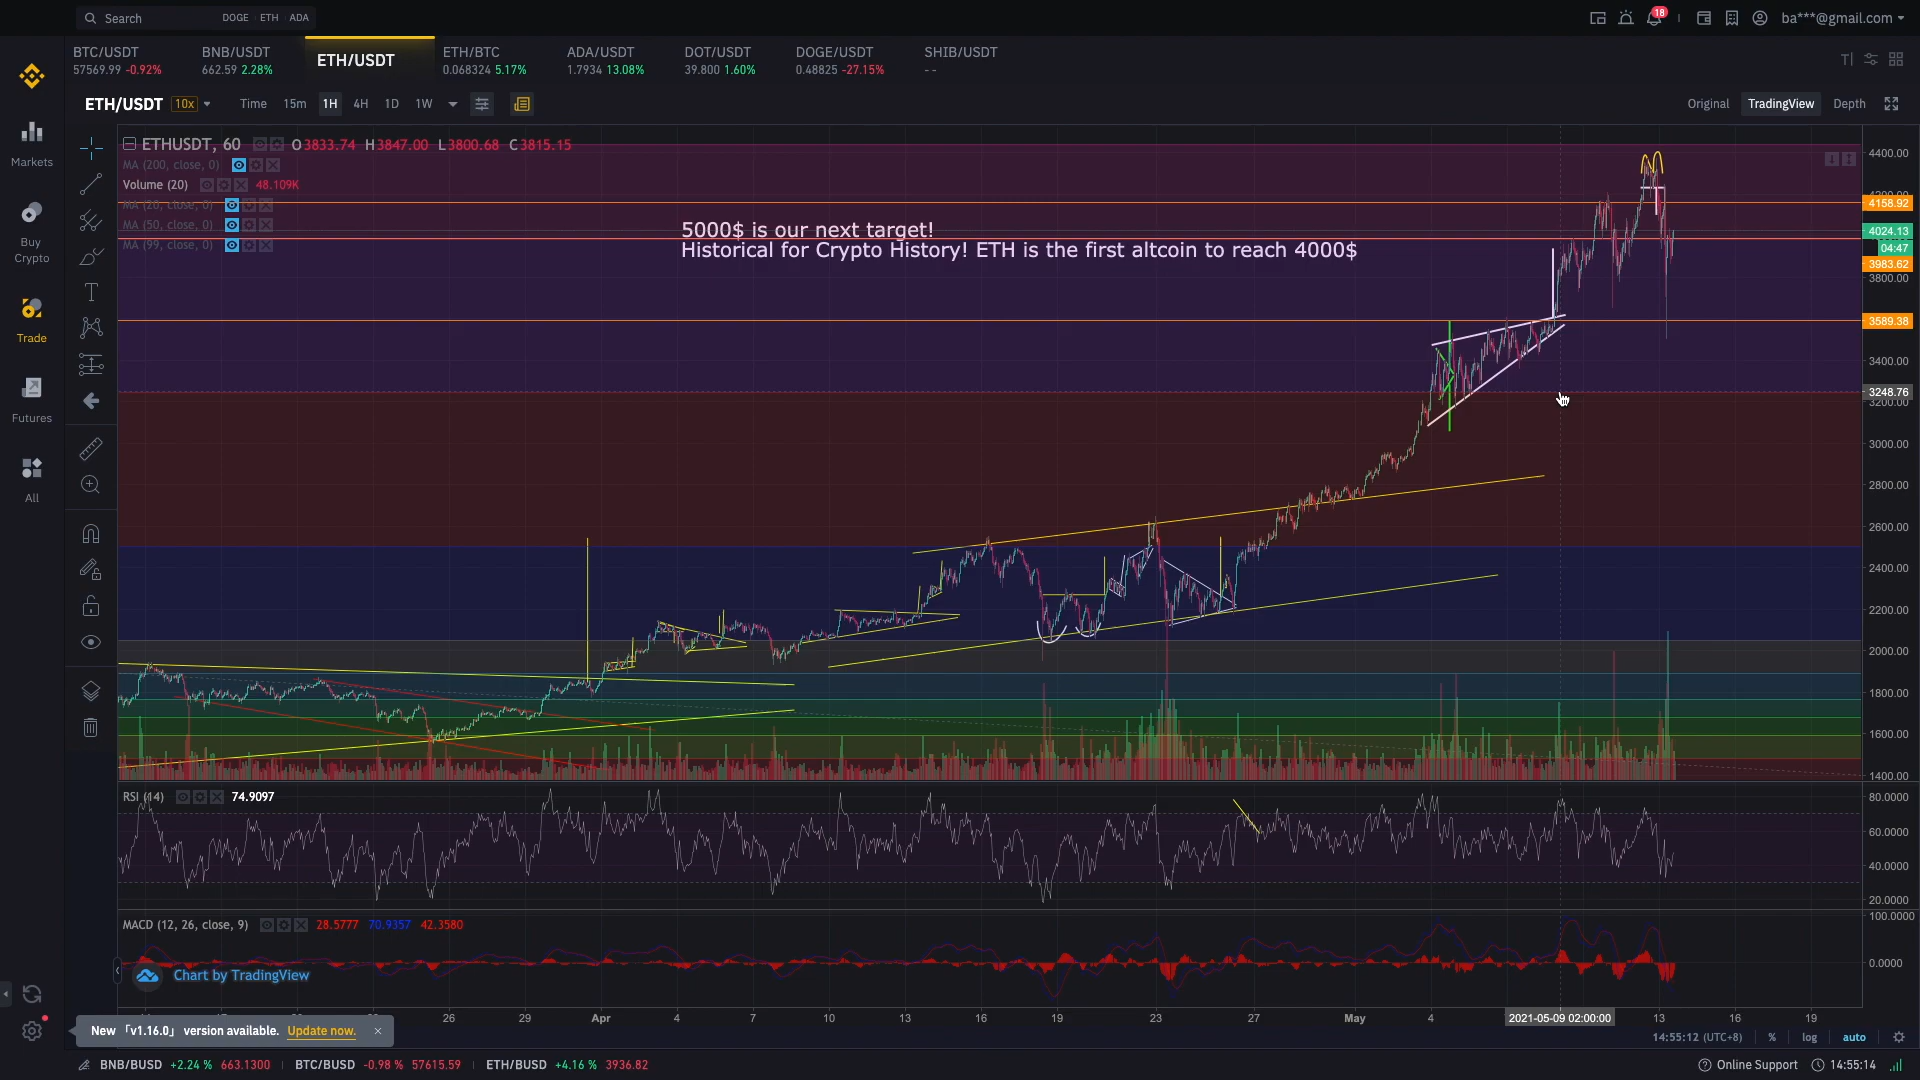 Search DOGE ETH ADA
18
ba***@gmail.com
BTC/USDT BNB/USDT ETH/USDT ETH/BTC ADA/USDT DOT/USDT DOGE/USDT SHIB/USDT
57569.99 -0.92% 662.59 2.28% 0.068324 5.17% 1.7934 13.08% 39.800 1.60% 0.48825 -27.15% - -
ETH/USDT 10x Time 15m 1H 4H 1D 1W Original TradingView Depth
Markets
Buy
Crypto
Trade
Futures
All
ETHUSDT, 60 O3833.74 H3847.00 L3800.68 C3815.15
MA (200, close, 0)
Volume (20) 48.109K
MA (20, close, 0)
MA (50, close, 0)
MA (99, close, 0)
5000$ is our next target!
Historical for Crypto History! ETH is the first altcoin to reach 4000$
4400.00
4200.00
4158.92
4024.13
04:47
3983.62
3800.00
3589.38
3400.00
3248.76
3200.00
3000.00
2800.00
2600.00
2400.00
2200.00
2000.00
1800.00
1600.00
1400.00
RSI (14) 74.9097
80.0000
60.0000
40.0000
20.0000
MACD (12, 26, close, 9) 28.5777 70.9357 42.3580
100.0000
0.0000
Chart by TradingView
26 29 Apr 4 7 10 13 16 19 23 27 May 4 2021-05-09 02:00:00 13 16 19
New 「v1.16.0」 version available. Update now.
14:55:12 (UTC+8) % log auto
BNB/BUSD +2.24 % 663.1300 BTC/BUSD -0.98 % 57615.59 ETH/BUSD +4.16 % 3936.82 Online Support 14:55:14